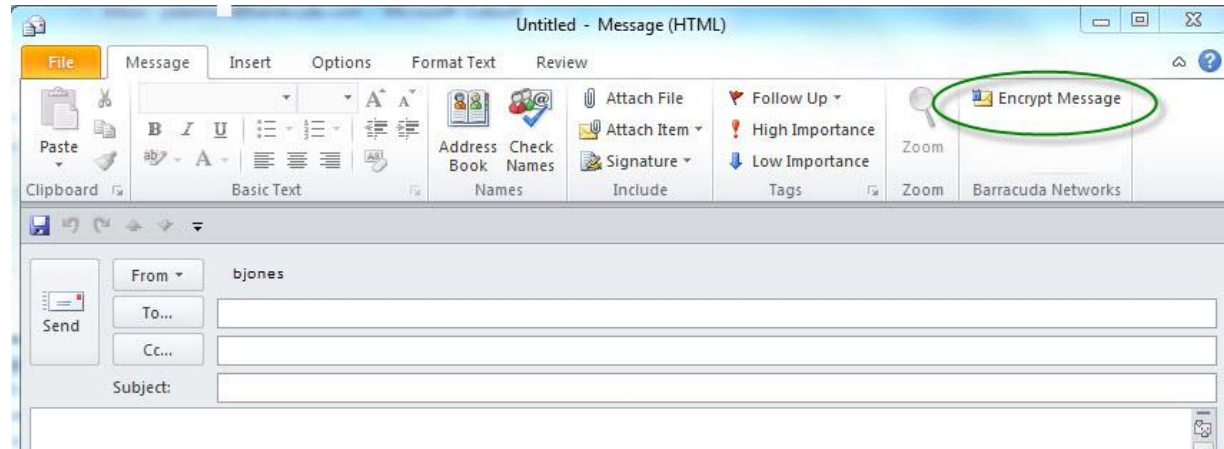 Untitled - Message (HTML)
File Message Insert Options Format Text Review
Paste
Clipboard
B I U
A A
ab A
Aa
Basic Text
Address Book
Check Names
Names
Attach File
Attach Item
Signature
Include
Follow Up
High Importance
Low Importance
Tags
Zoom
Zoom
Encrypt Message
Barracuda Networks
Send
From bjones
To...
Cc...
Subject: